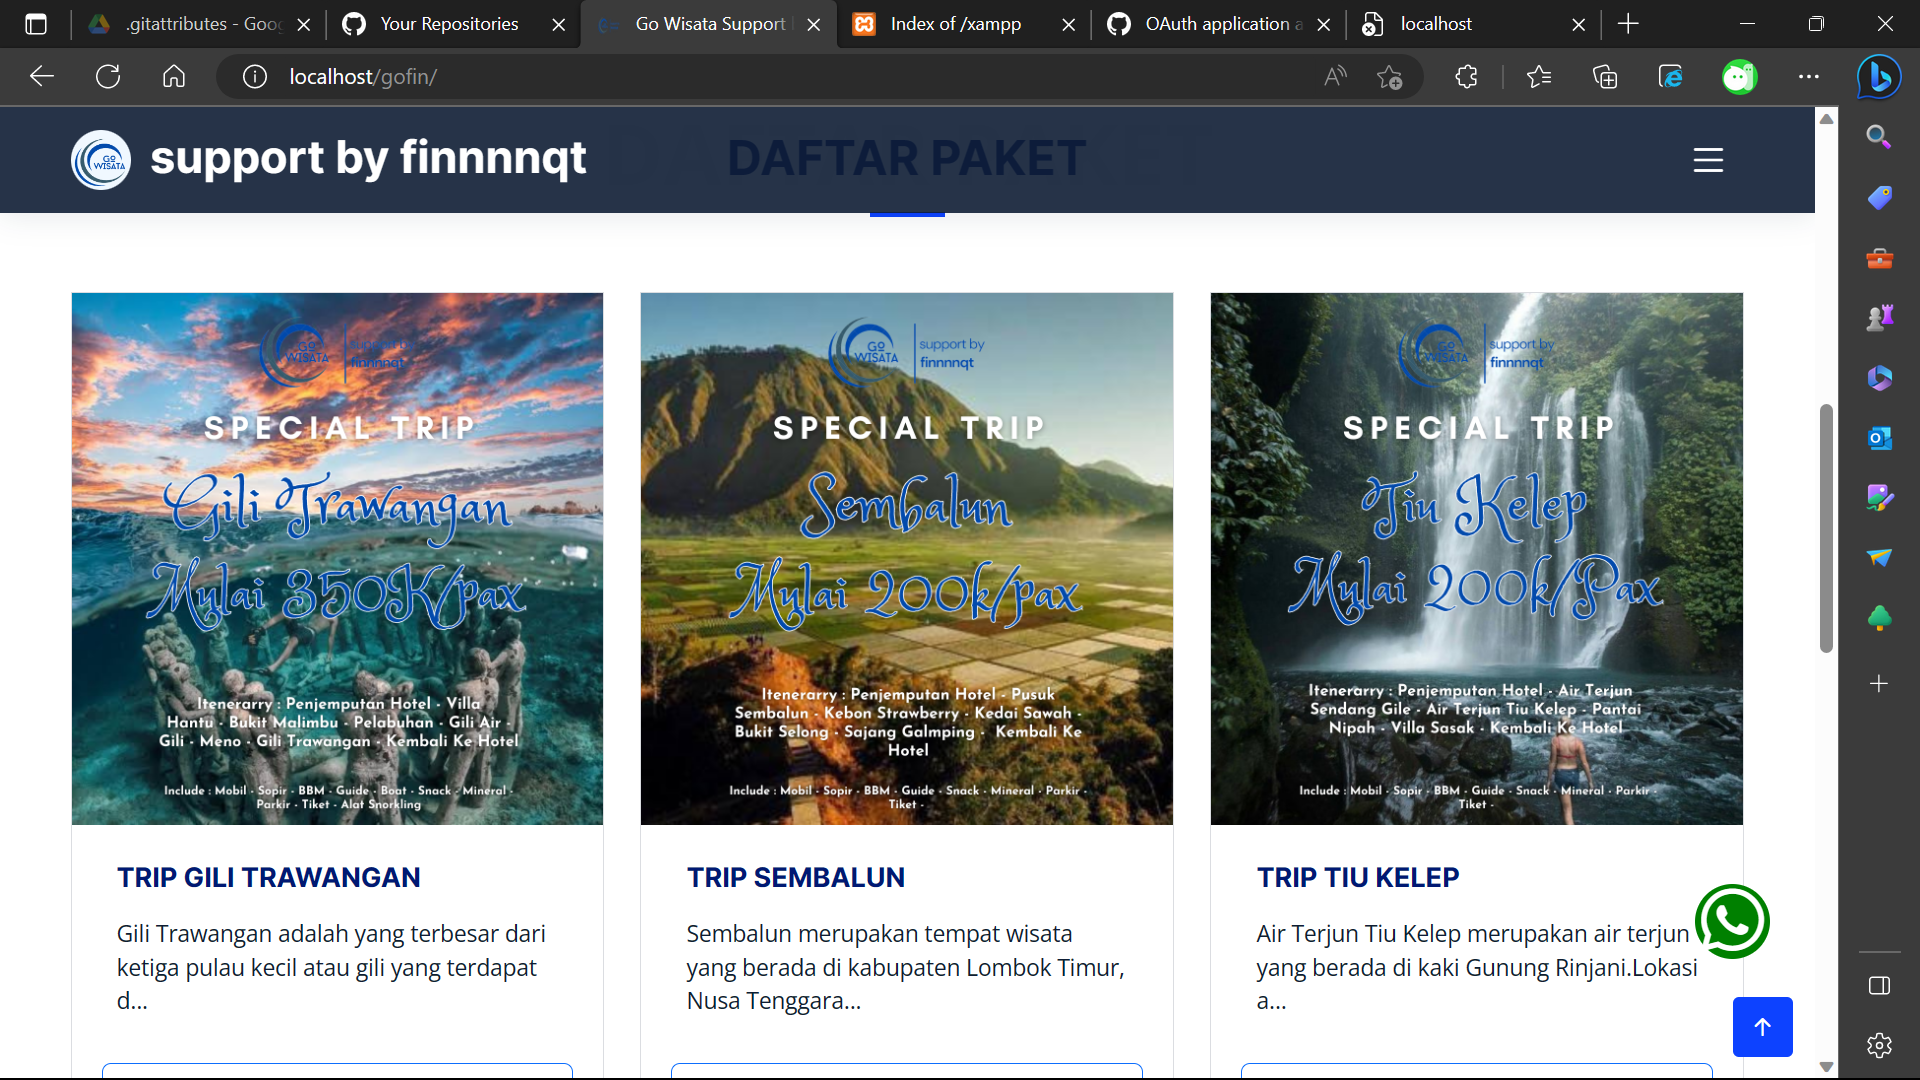 .gitattributes - Goo
Your Repositories
Go Wisata Support
Index of /xampp
OAuth application a
localhost
localhost/gofin/
GO
WISATA
support by finnnnqt
DAFTAR PAKET
GO
WISATA
support by
finnnnqt
SPECIAL TRIP
Gili Trawangan
Mulai 350K/pax
Itenerarry : Penjemputan Hotel - Villa
Hantu - Bukit Malimbu - Pelabuhan - Gili Air -
Gili - Meno - Gili Trawangan - Kembali Ke Hotel
Include : Mobil - Sopir - BBM - Guide - Boat - Snack - Mineral -
Parkir - Tiket - Alat Snorkling
TRIP GILI TRAWANGAN
Gili Trawangan adalah yang terbesar dari
ketiga pulau kecil atau gili yang terdapat
d...
GO
WISATA
support by
finnnnqt
SPECIAL TRIP
Sembalun
Mulai 200k/pax
Itenerarry : Penjemputan Hotel - Pusuk
Sembalun - Kebon Strawberry - Kedai Sawah -
Bukit Selong - Sajang Galmping - Kembali Ke
Hotel
Include : Mobil - Sopir - BBM - Guide - Snack - Mineral - Parkir -
Tiket -
TRIP SEMBALUN
Sembalun merupakan tempat wisata
yang berada di kabupaten Lombok Timur,
Nusa Tenggara...
GO
WISATA
support by
finnnnqt
SPECIAL TRIP
Tiu Kelep
Mulai 200k/Pax
Itenerarry : Penjemputan Hotel - Air Terjun
Sendang Gile - Air Terjun Tiu Kelep - Pantai
Nipah - Villa Sasak - Kembali Ke Hotel
Include : Mobil - Sopir - BBM - Guide - Snack - Mineral - Parkir -
Tiket -
TRIP TIU KELEP
Air Terjun Tiu Kelep merupakan air terjun
yang berada di kaki Gunung Rinjani.Lokasi
a...